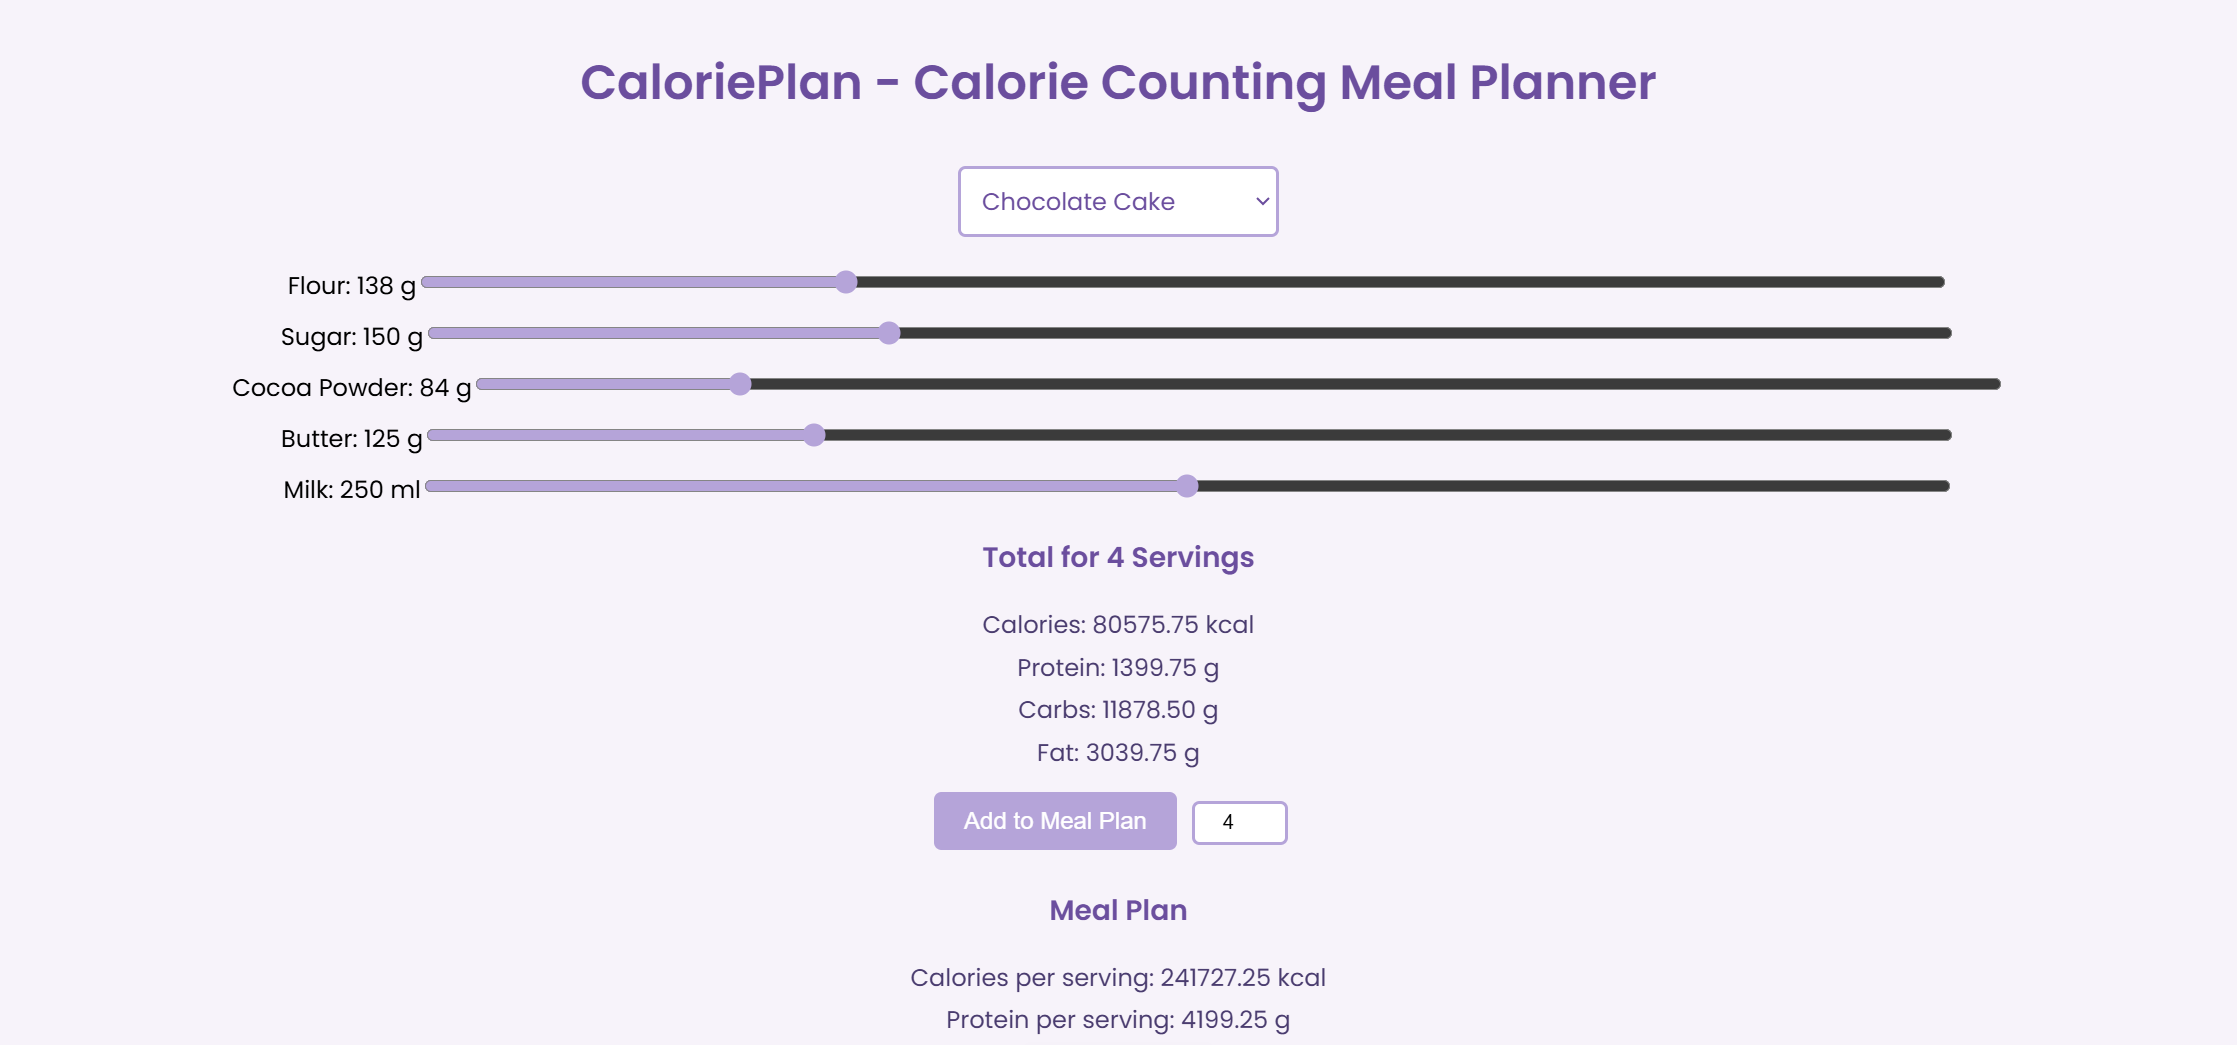 CaloriePlan - Calorie Counting Meal Planner
Chocolate Cake
Flour: 138 g
Sugar: 150 g
Cocoa Powder: 84 g
Butter: 125 g
Milk: 250 ml
Total for 4 Servings
Calories: 80575.75 kcal
Protein: 1399.75 g
Carbs: 11878.50 g
Fat: 3039.75 g
Add to Meal Plan 4
Meal Plan
Calories per serving: 241727.25 kcal
Protein per serving: 4199.25 g